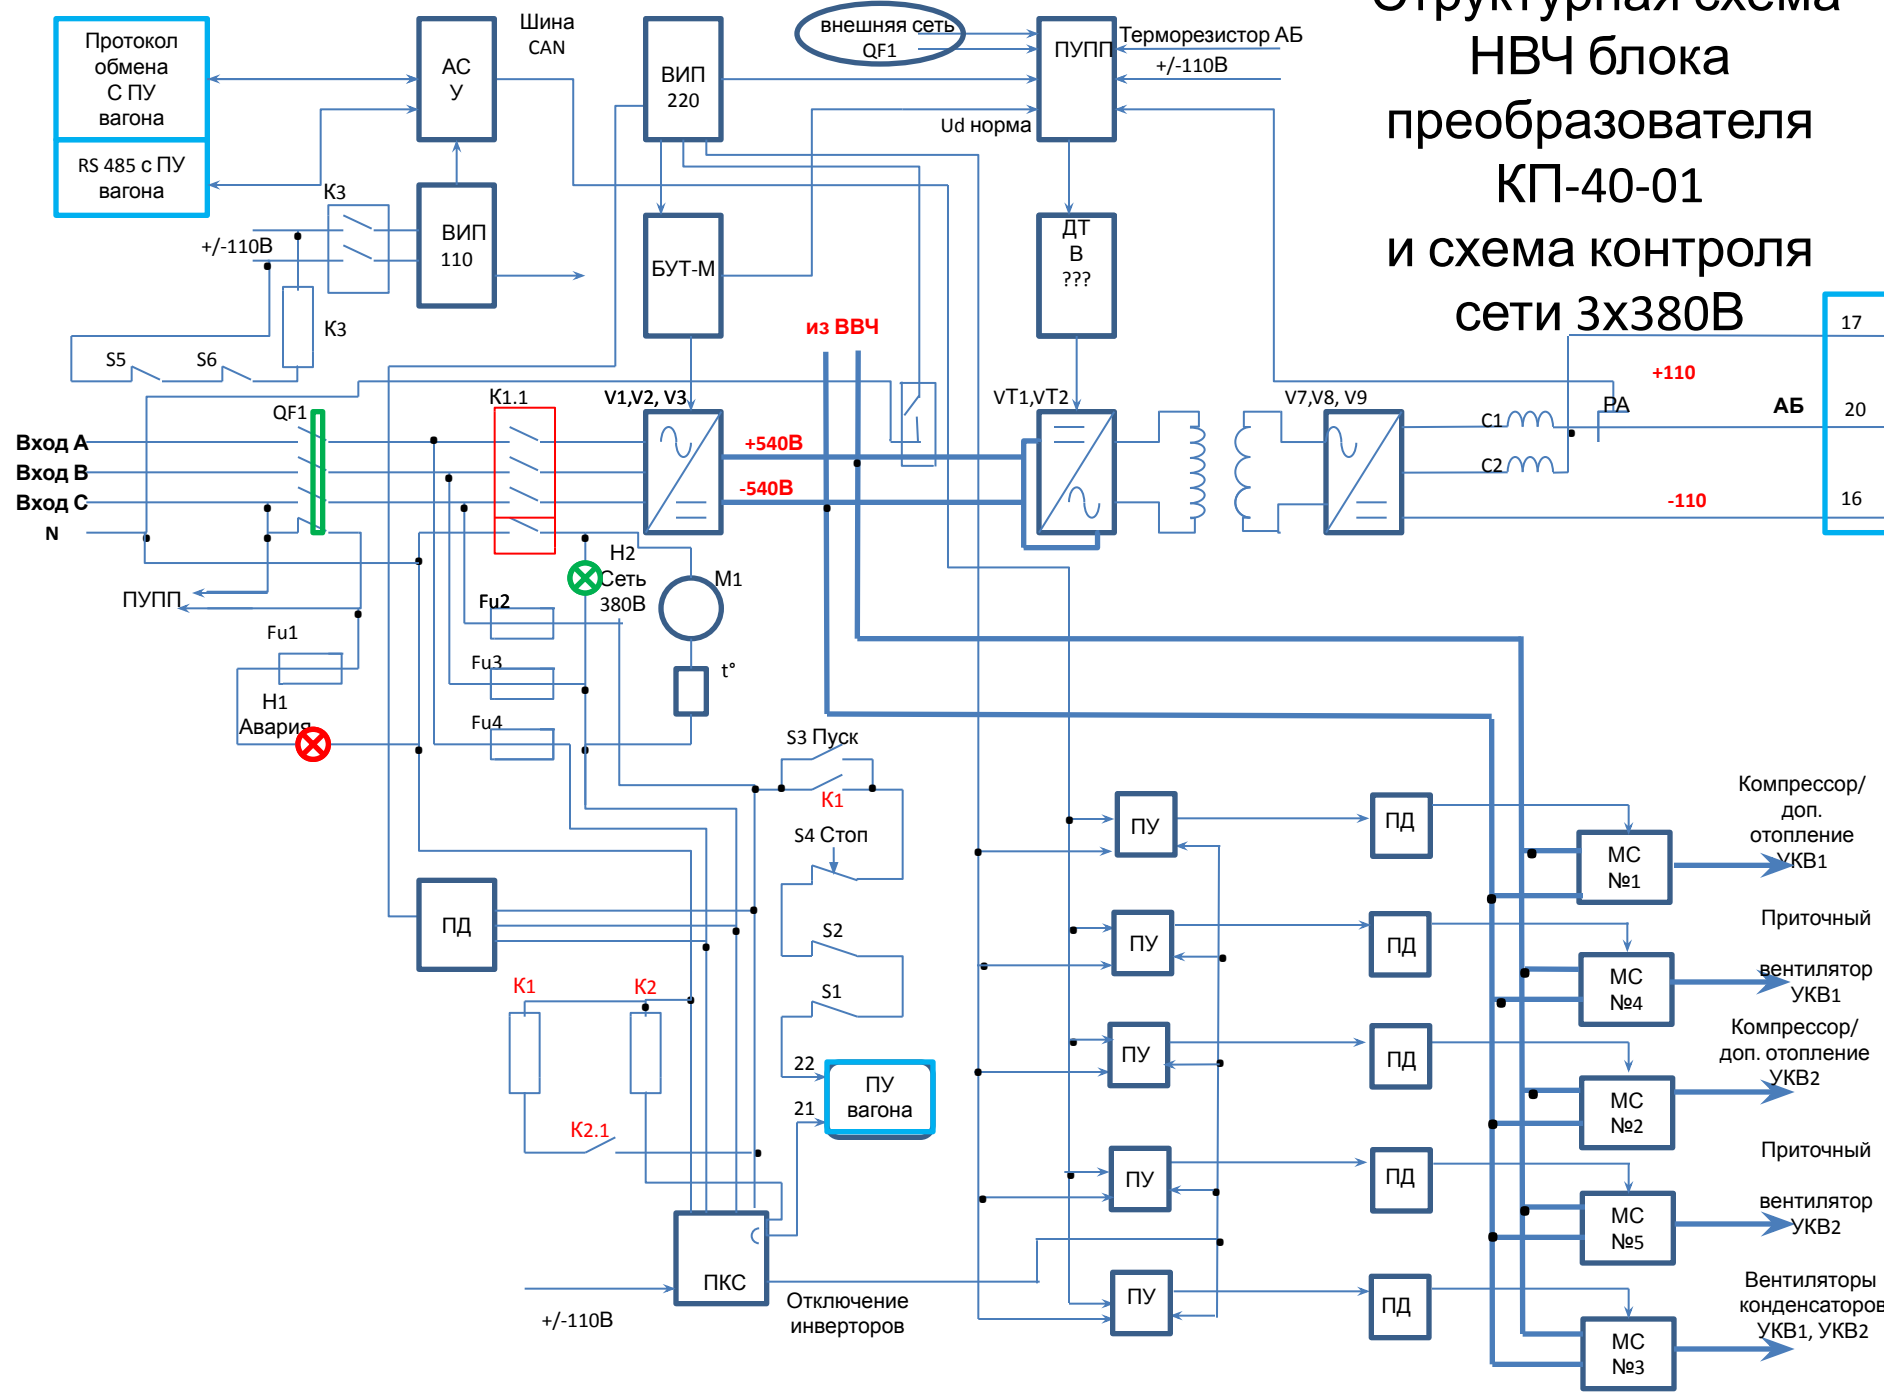 Структурная схема
НВЧ блока
преобразователя
КП-40-01
и схема контроля
сети 3х380В
Протокол
обмена
С ПУ
вагона
RS 485 с ПУ
вагона
АС
У
Шина
CAN
ВИП
220
внешняя сеть
QF1
ПУПП
Терморезистор АБ
+/-110В
Ud норма
К3
+/-110В
ВИП
110
К3
БУТ-М
ДТ
В
???
из ВВЧ
S5
S6
17
+110
QF1
К1.1
V1,V2, V3
VT1,VT2
V7,V8, V9
РА
АБ
20
С1
Вход А
+540В
Вход В
С2
-540В
Вход С
-110
16
N
Н2
Сеть
380В
М1
ПУПП
Fu2
Fu1
Fu3
t°
Н1
Авария
Fu4
S3 Пуск
К1
S4 Стоп
ПУ
ПД
МС
№1
Компрессор/
доп.
отопление
УКВ1
ПД
S2
ПУ
ПД
МС
№4
Приточный
вентилятор
УКВ1
К1
К2
S1
22
ПУ
вагона
21
К2.1
ПУ
ПД
МС
№2
Компрессор/
доп. отопление
УКВ2
ПУ
ПД
МС
№5
Приточный
вентилятор
УКВ2
ПКС
+/-110В
Отключение
инверторов
ПУ
ПД
МС
№3
Вентиляторы
конденсаторов
УКВ1, УКВ2